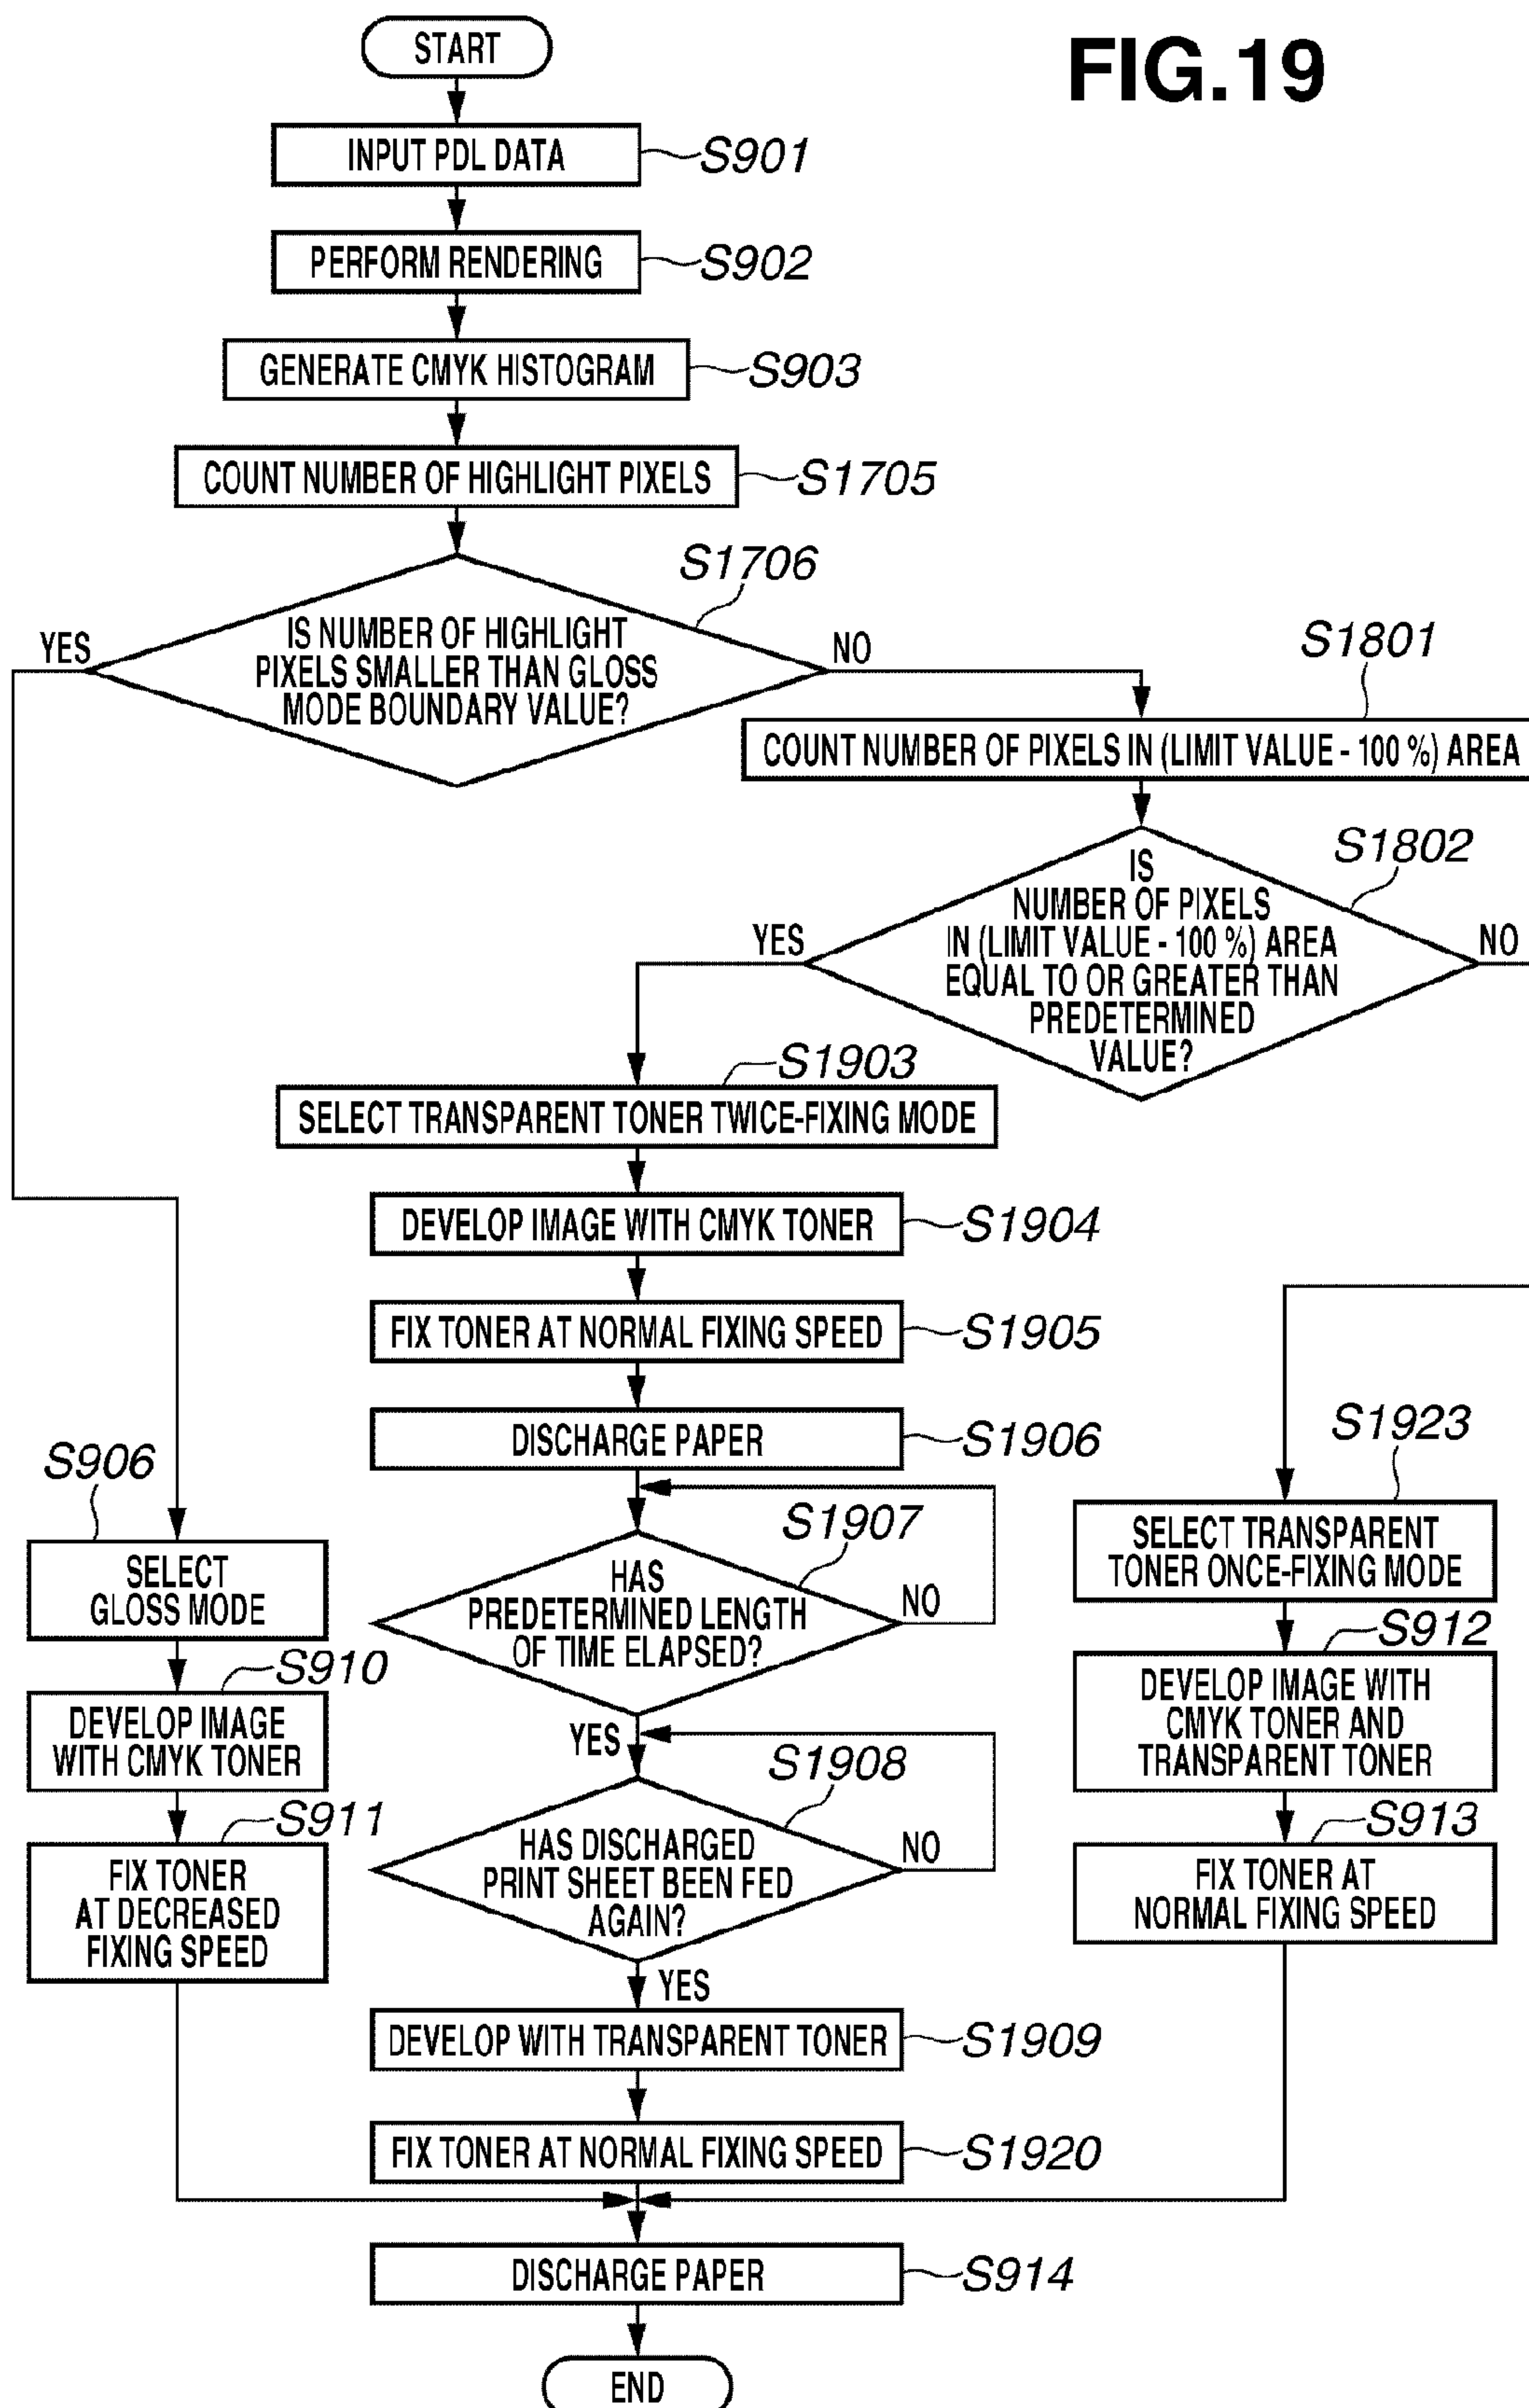 FIG.19
START
INPUT PDL DATA
S901
PERFORM RENDERING
S902
GENERATE CMYK HISTOGRAM
S903
COUNT NUMBER OF HIGHLIGHT PIXELS
S1705
S1706
IS NUMBER OF HIGHLIGHT
PIXELS SMALLER THAN GLOSS
MODE BOUNDARY VALUE?
YES
NO
S1801
COUNT NUMBER OF PIXELS IN (LIMIT VALUE - 100 %) AREA
S1802
IS
NUMBER OF PIXELS
IN (LIMIT VALUE - 100 %) AREA
EQUAL TO OR GREATER THAN
PREDETERMINED
VALUE?
YES
NO
S1903
SELECT TRANSPARENT TONER TWICE-FIXING MODE
DEVELOP IMAGE WITH CMYK TONER
S1904
FIX TONER AT NORMAL FIXING SPEED
S1905
DISCHARGE PAPER
S1906
S1907
HAS
PREDETERMINED LENGTH
OF TIME ELAPSED?
NO
YES
S1908
HAS DISCHARGED
PRINT SHEET BEEN FED
AGAIN?
NO
YES
DEVELOP WITH TRANSPARENT TONER
S1909
FIX TONER AT NORMAL FIXING SPEED
S1920
S906
SELECT
GLOSS MODE
S910
DEVELOP IMAGE
WITH CMYK TONER
S911
FIX TONER
AT DECREASED
FIXING SPEED
S1923
SELECT TRANSPARENT
TONER ONCE-FIXING MODE
S912
DEVELOP IMAGE WITH
CMYK TONER AND
TRANSPARENT TONER
S913
FIX TONER AT
NORMAL FIXING SPEED
DISCHARGE PAPER
S914
END